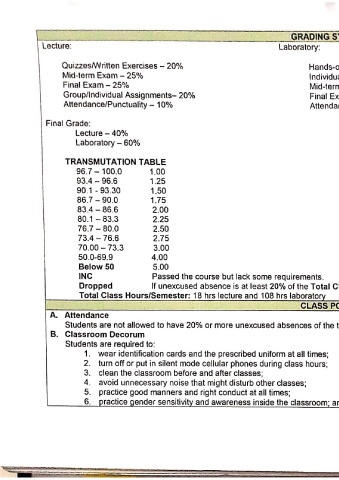 GRADING S
Lecture: Laboratory:
Quizzes/Written Exercises – 20% Hands-
Mid-term Exam – 25% Individu
Final Exam – 25% Mid-term
Group/Individual Assignments– 20% Final Ex
Attendance/Punctuality – 10% Attenda
Final Grade:
Lecture – 40%
Laboratory – 60%
TRANSMUTATION TABLE
96.7 – 100.0 1.00
93.4 – 96.6 1.25
90.1 - 93.30 1.50
86.7 – 90.0 1.75
83.4 – 86.6 2.00
80.1 – 83.3 2.25
76.7 – 80.0 2.50
73.4 – 76.6 2.75
70.00 – 73.3 3.00
50.0-69.9 4.00
Below 50 5.00
INC Passed the course but lack some requirements.
Dropped If unexcused absence is at least 20% of the Total C
Total Class Hours/Semester: 18 hrs lecture and 108 hrs laboratory
CLASS PO
A. Attendance
Students are not allowed to have 20% or more unexcused absences of the t
B. Classroom Decorum
Students are required to:
1. wear identification cards and the prescribed uniform at all times;
2. turn off or put in silent mode cellular phones during class hours;
3. clean the classroom before and after classes;
4. avoid unnecessary noise that might disturb other classes;
5. practice good manners and right conduct at all times;
6. practice gender sensitivity and awareness inside the classroom; a